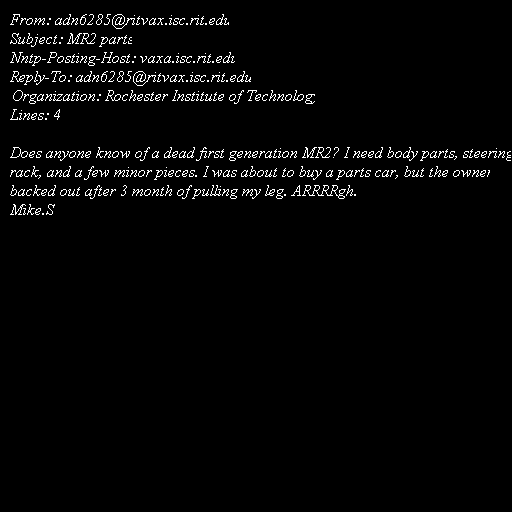 From: adn6285@ritvax.isc.rit.edu
Subject: MR2 parts
Nntp-Posting-Host: vaxa.isc.rit.edu
Reply-To: adn6285@ritvax.isc.rit.edu
Organization: Rochester Institute of Technolog
Lines: 4

Does anyone know of a dead first generation MR2? I need body parts, steering
rack, and a few minor pieces. I was about to buy a parts car, but the owner
backed out after 3 month of pulling my leg. ARRRRgh.
Mike.S